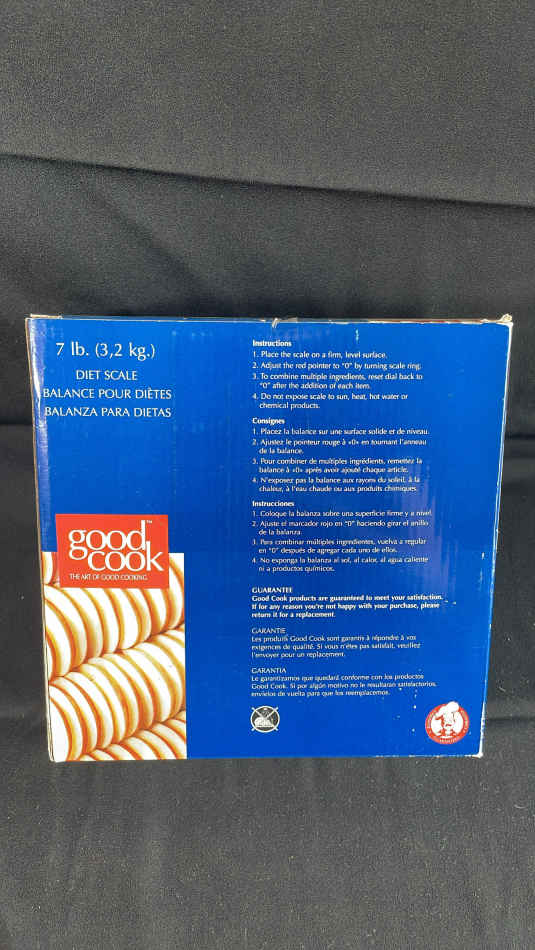 7 lb. (3,2 kg.)
DIET SCALE
BALANCE POUR DIÈTES
BALANZA PARA DIETAS
good cook™
THE ART OF GOOD COOKING
Instructions
1. Place the scale on a firm, level surface.
2. Adjust the red pointer to "0" by turning scale ring.
3. To combine multiple ingredients, reset dial back to
"0" after the addition of each item.
4. Do not expose scale to sun, heat, hot water or
chemical products.
Consignes
1. Placez la balance sur une surface solide et de niveau.
2. Ajustez le pointeur rouge à «0» en tournant l'anneau
de la balance.
3. Pour combiner de multiples ingrédients, remettez la
balance à «0» après avoir ajouté chaque article.
4. N'exposez pas la balance aux rayons du soleil, à la
chaleur, à l'eau chaude ou aux produits chimiques.
Instrucciones
1. Coloque la balanza sobre una superficie firme y a nivel.
2. Ajuste el marcador rojo en "0" haciendo girar el anillo
de la balanza.
3. Para combinar múltiples ingredientes, vuelva a regular
en "0" después de agregar cada uno de ellos.
4. No exponga la balanza al sol, al calor, al agua caliente
ni a productos químicos.
GUARANTEE
Good Cook products are guaranteed to meet your satisfaction.
If for any reason you're not happy with your purchase, please
return it for a replacement.
GARANTIE
Les produits Good Cook sont garantis à répondre à vos
exigences de qualité. Si vous n'êtes pas satisfait, veuillez
l'envoyer pour un replacement.
GARANTIA
Le garantizamos que quedará conforme con los productos
Good Cook. Si por algún motivo no le resultaran satisfactorios,
envíelos de vuelta para que los reemplacemos.